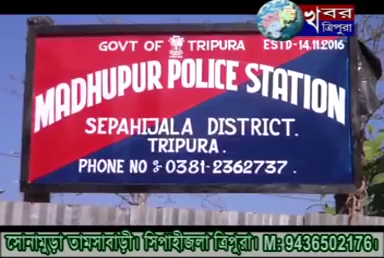 খবর
ত্রিপুরা
GOVT OF TRIPURA ESTD-14.11.2016
MADHUPUR POLICE STATION
SEPAHIJALA DISTRICT.
TRIPURA.
PHONE NO : 0381-2362737.
সোনামুড়া তামসাবাড়ী। সিপাহীজলা ত্রিপুরা। M: 9436502176।